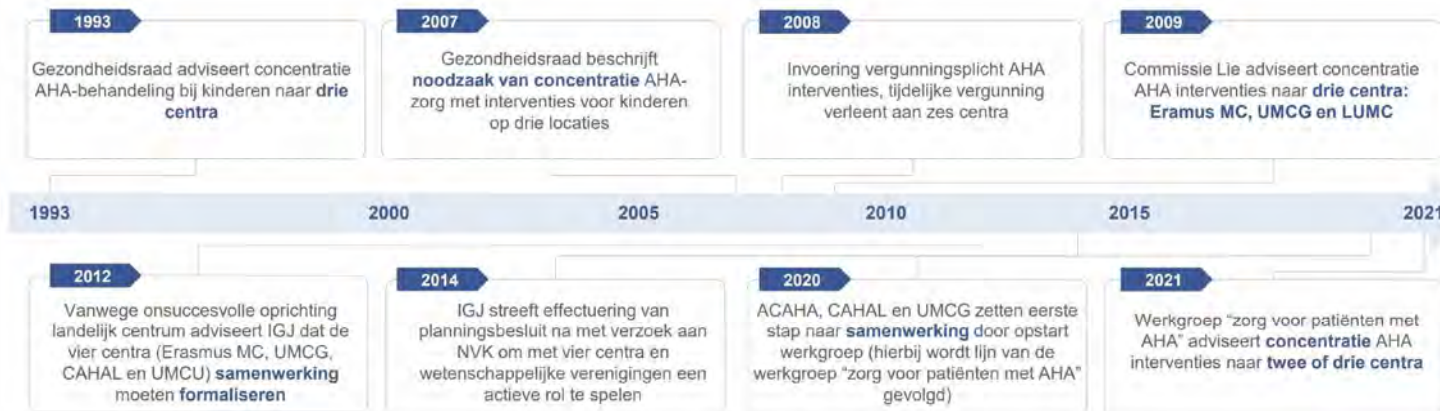 1993
Gezondheidsraad adviseert concentratie
AHA-behandeling bij kinderen naar drie
centra
2007
Gezondheidsraad beschrijft
noodzaak van concentratie AHA-
zorg met interventies voor kinderen
op drie locaties
2008
Invoering vergunningsplicht AHA
interventies, tijdelijke vergunning
verleent aan zes centra
2009
Commissie Lie adviseert concentratie
AHA interventies naar drie centra:
Eramus MC, UMCG en LUMC
1993 2000 2005 2010 2015 2021
2012
Vanwege onsuccesvolle oprichting
landelijk centrum adviseert IGJ dat de
vier centra (Erasmus MC, UMCG,
CAHAL en UMCU) samenwerking
moeten formaliseren
2014
IGJ streeft effectuering van
planningsbesluit na met verzoek aan
NVK om met vier centra en
wetenschappelijke verenigingen een
actieve rol te spelen
2020
ACAHA, CAHAL en UMCG zetten eerste
stap naar samenwerking door opstart
werkgroep (hierbij wordt lijn van de
werkgroep "zorg voor patiënten met AHA"
gevolgd)
2021
Werkgroep "zorg voor patiënten met
AHA" adviseert concentratie AHA
interventies naar twee of drie centra